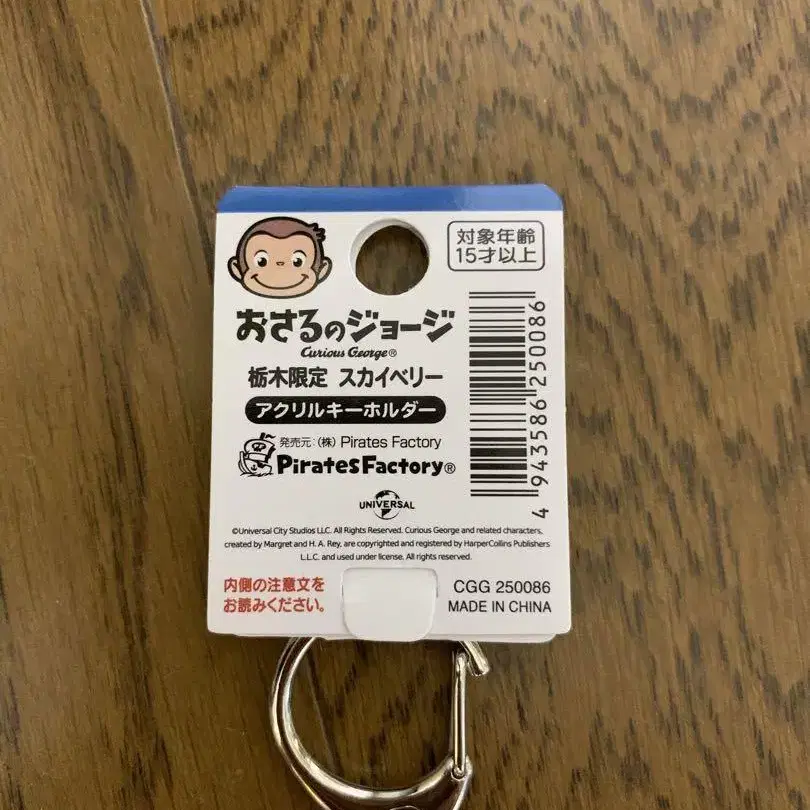 対象年齢
15才以上
おさるのジョージ
Curious George®
栃木限定 スカイベリー
アクリルキーホルダー
発売元:(株) Pirates Factory
PiratesFactory®
4 943586 250086
UNIVERSAL
©Universal City Studios LLC. All Rights Reserved. Curious George and related characters,
created by Margret and H. A. Rey, are copyrighted and registered by HarperCollins Publishers
L.L.C. and used under license. All rights reserved.
内側の注意文を
お読みください。
CGG 250086
MADE IN CHINA